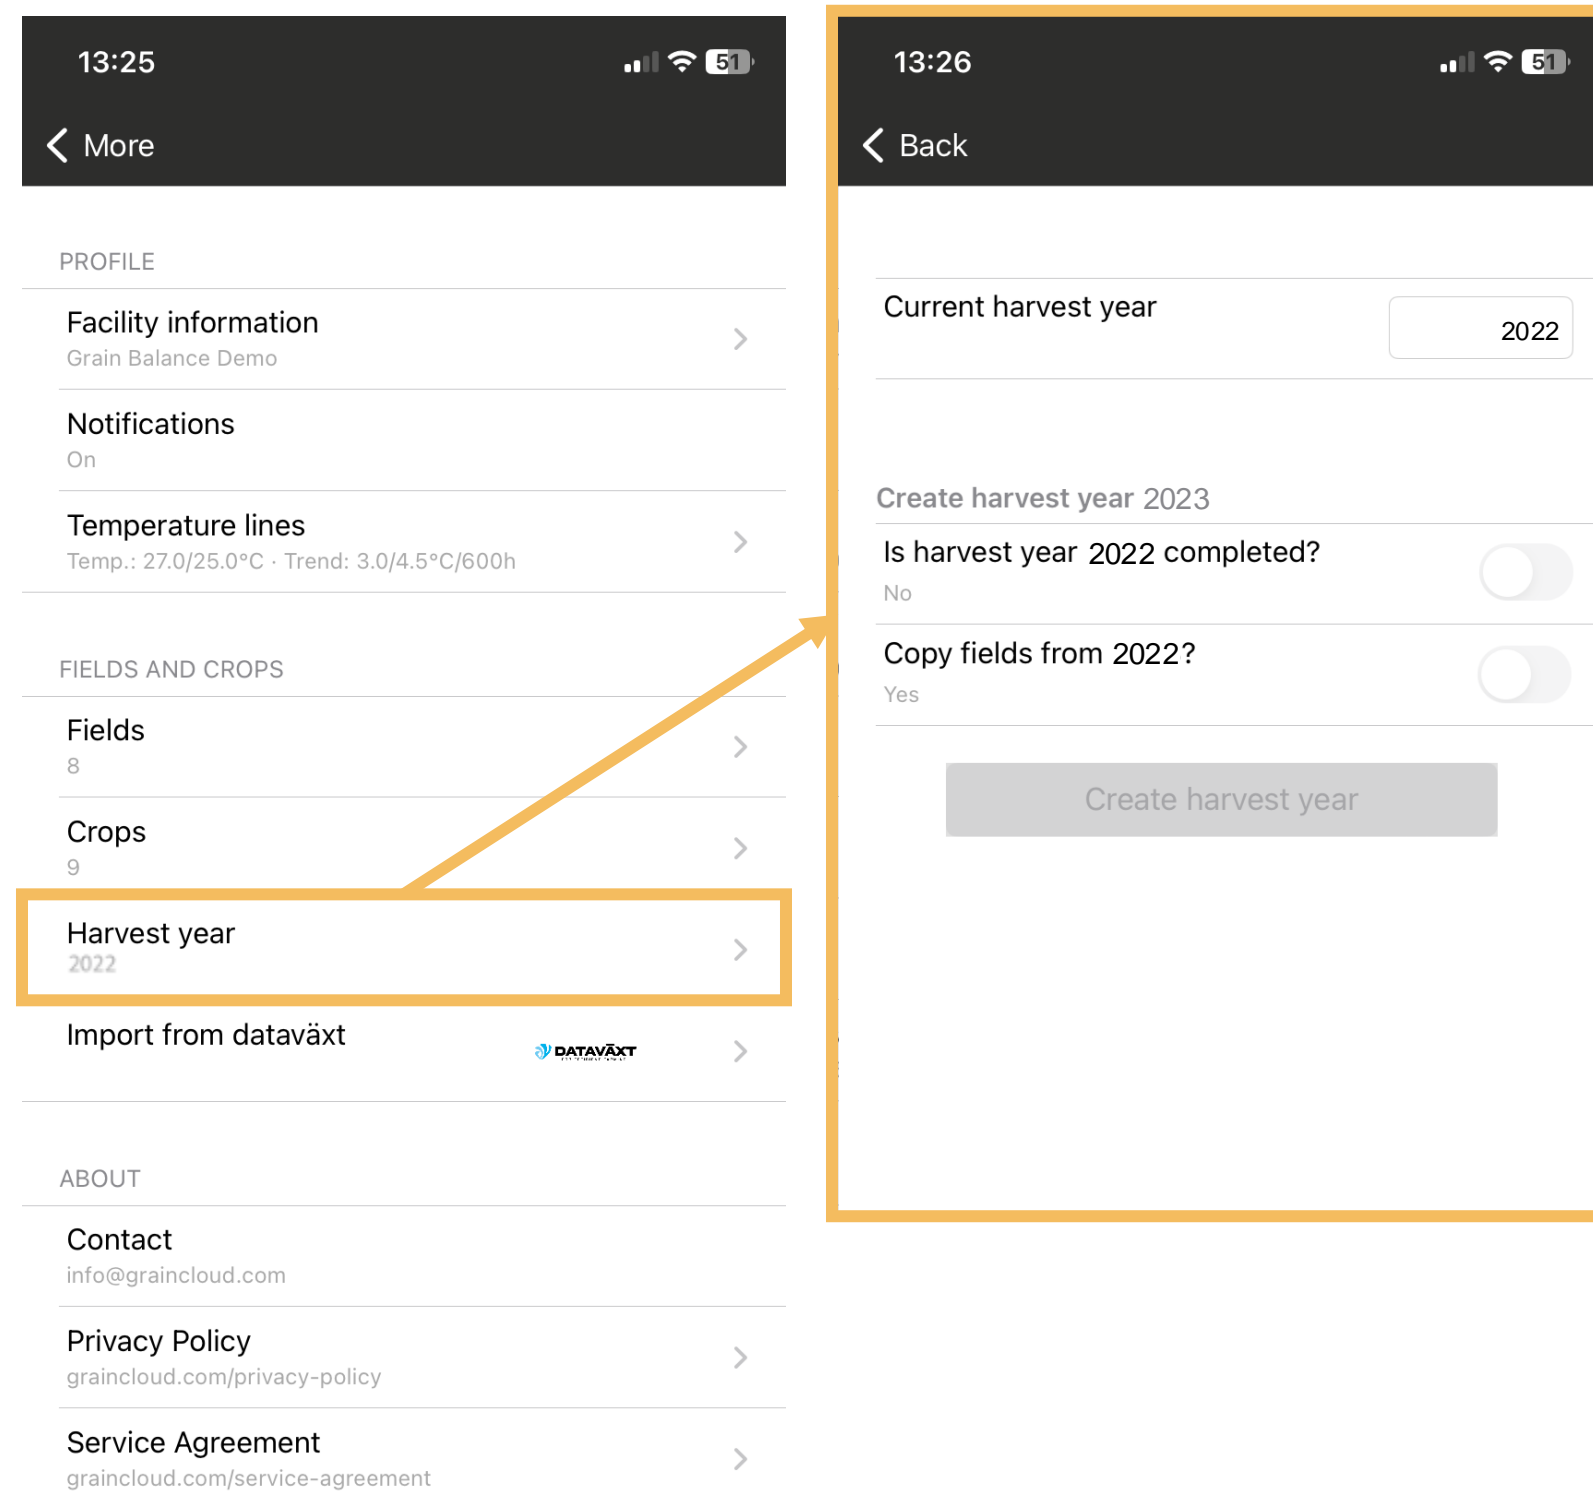 13:25
51
More
PROFILE
Facility information
Grain Balance Demo
Notifications
On
Temperature lines
Temp.: 27.0/25.0°C · Trend: 3.0/4.5°C/600h
FIELDS AND CROPS
Fields
8
Crops
9
Harvest year
2022
Import from dataväxt
DATAVÄXT
ABOUT
Contact
info@graincloud.com
Privacy Policy
graincloud.com/privacy-policy
Service Agreement
graincloud.com/service-agreement
13:26
51
Back
Current harvest year
2022
Create harvest year 2023
Is harvest year 2022 completed?
No
Copy fields from 2022?
Yes
Create harvest year